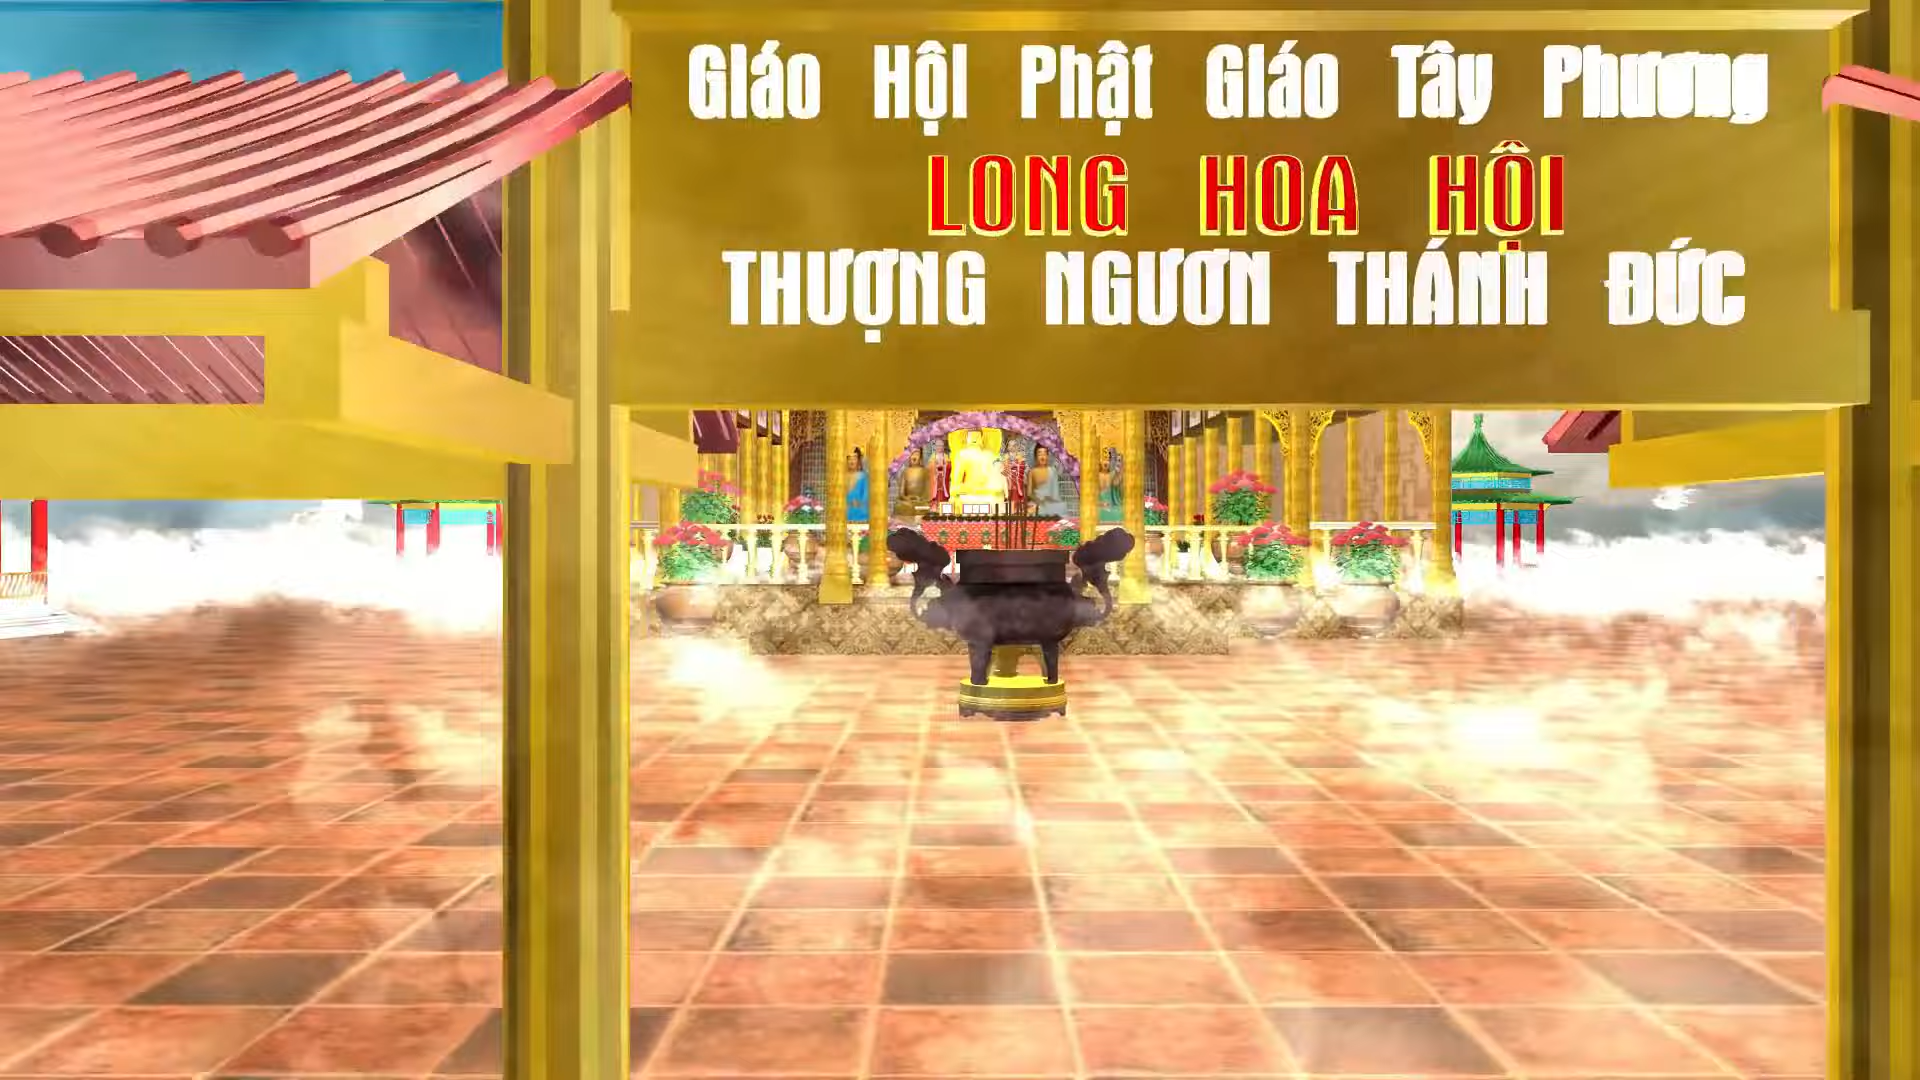 Giáo Hội Phật Giáo Tây Phương
LONG HOA HỘI
THƯỢNG NGƯƠN THÁNH ĐỨC